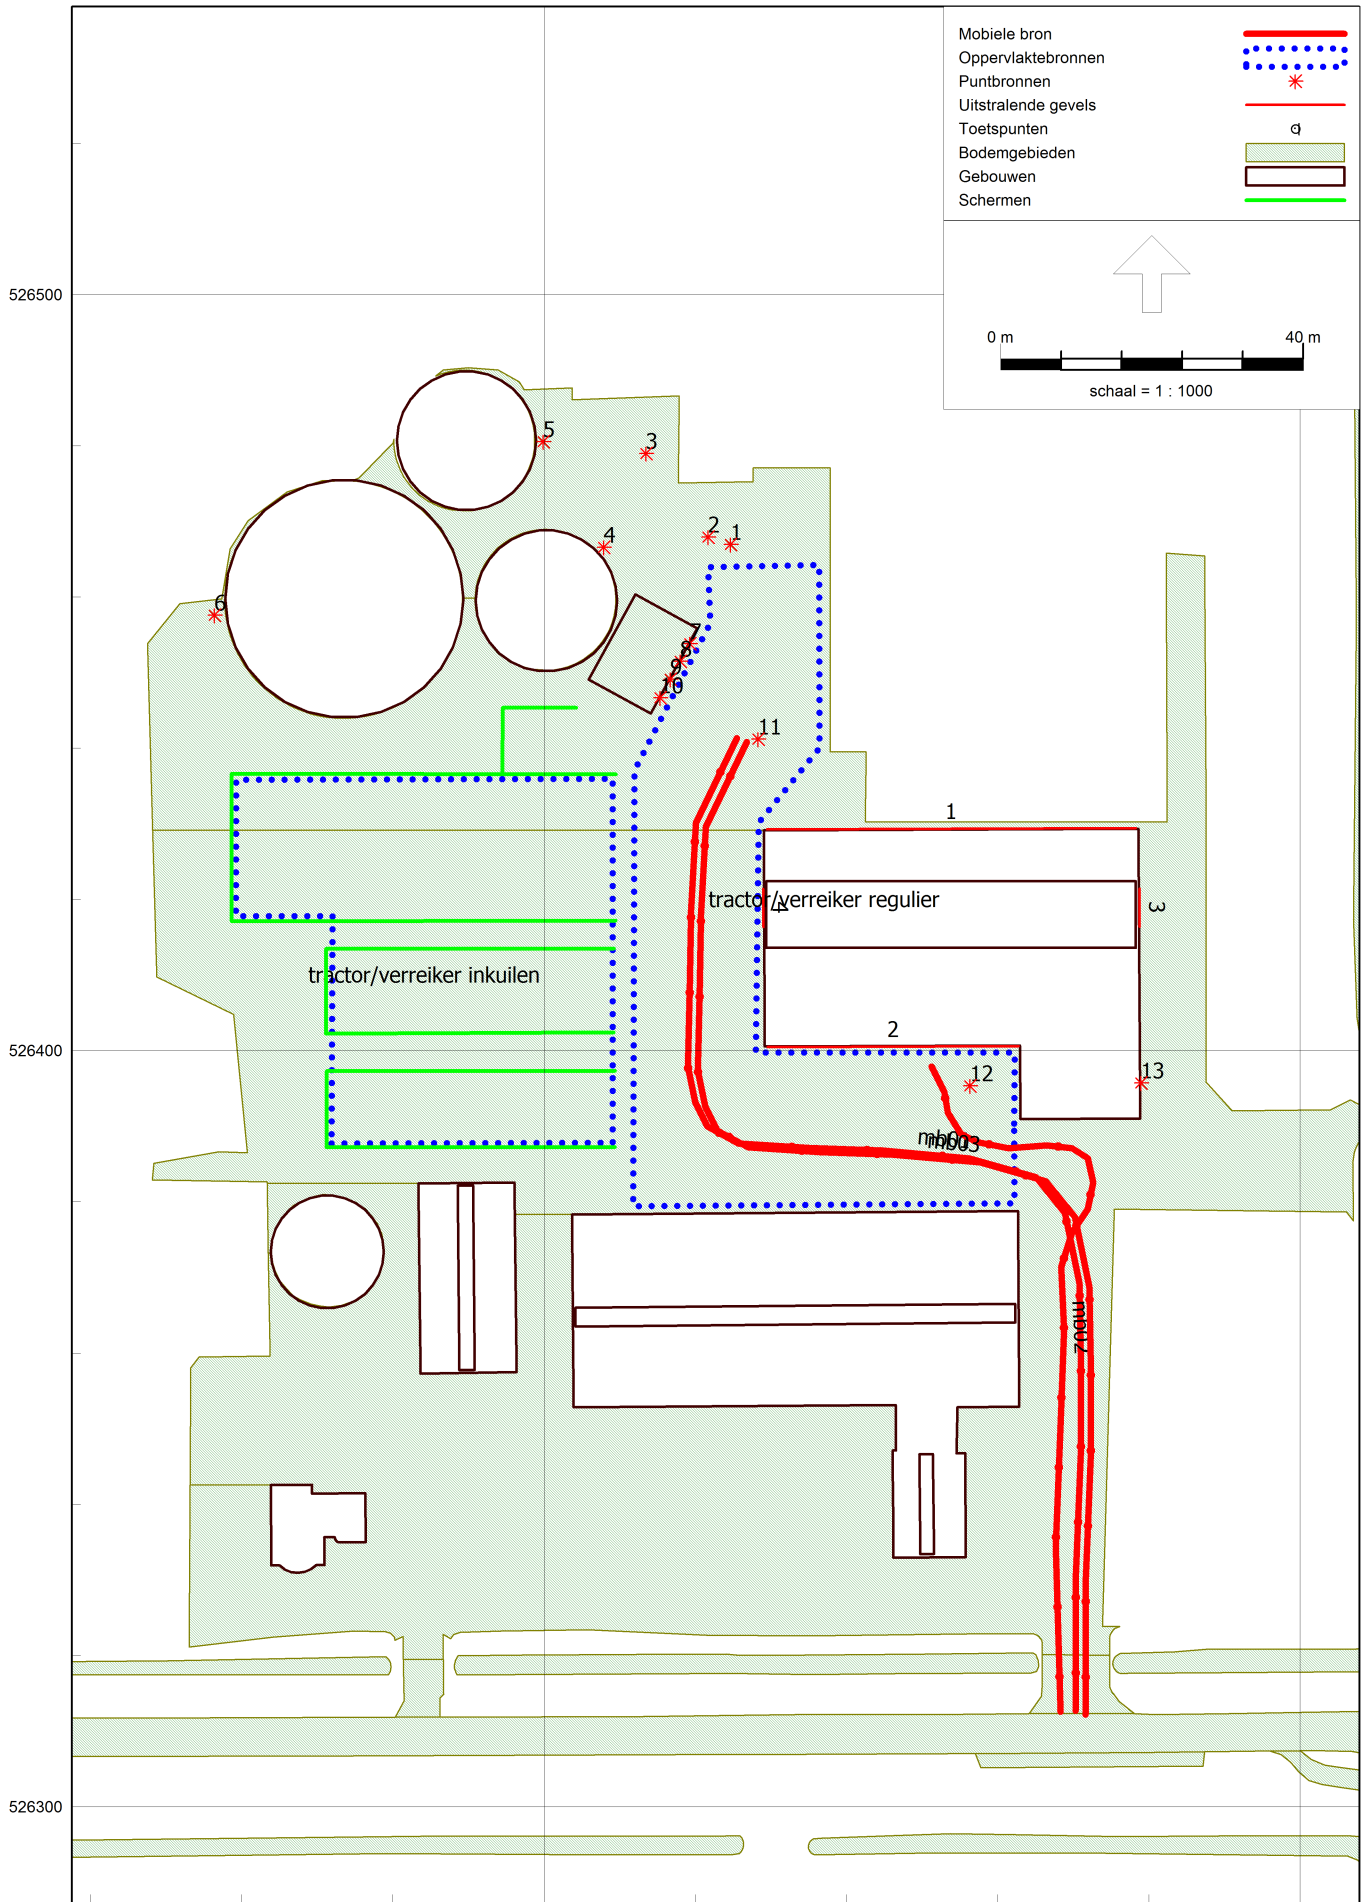 Mobiele bron
Oppervlaktebronnen
Puntbronnen
Uitstralende gevels
Toetspunten
Bodemgebieden
Gebouwen
Schermen
0 m 40 m
schaal = 1 : 1000
526500
5
3
2
1
4
6
7
8
9
10
11
1
tractor/verreiker regulier
4
3
tractor/verreiker inkuilen
526400
2
12
13
mb03
mb02
526300